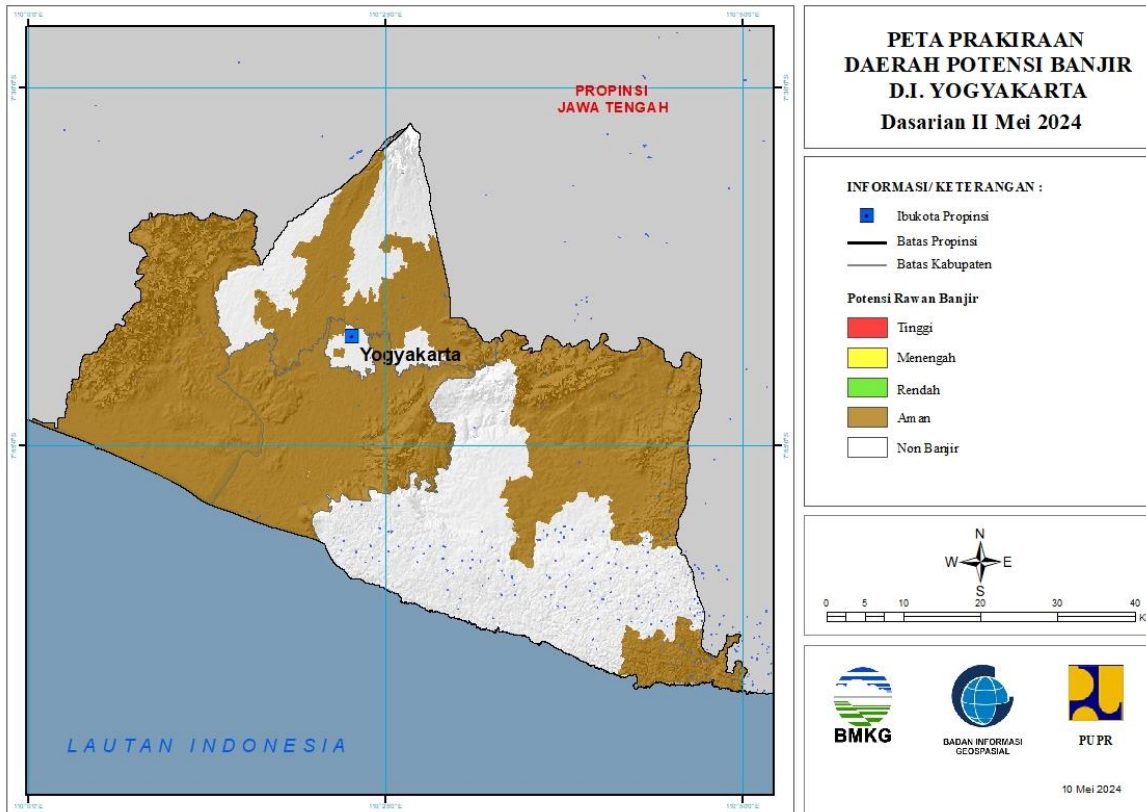 PETA PRAKIRAAN
DAERAH POTENSI BANJIR
D.I. YOGYAKARTA
Dasarian II Mei 2024
INFORMASI/ KETERANGAN :
Ibukota Propinsi
Batas Propinsi
Batas Kabupaten
Potensi Rawan Banjir
Tinggi
Menengah
Rendah
Aman
Non Banjir
N
W E
S
0 5 10 20 30 40
BMKG
BADAN INFORMASI
GEOSPASIAL
PUPR
10 Mei 2024
PROPINSI
JAWA TENGAH
Yogyakarta
LAUTAN INDONESIA